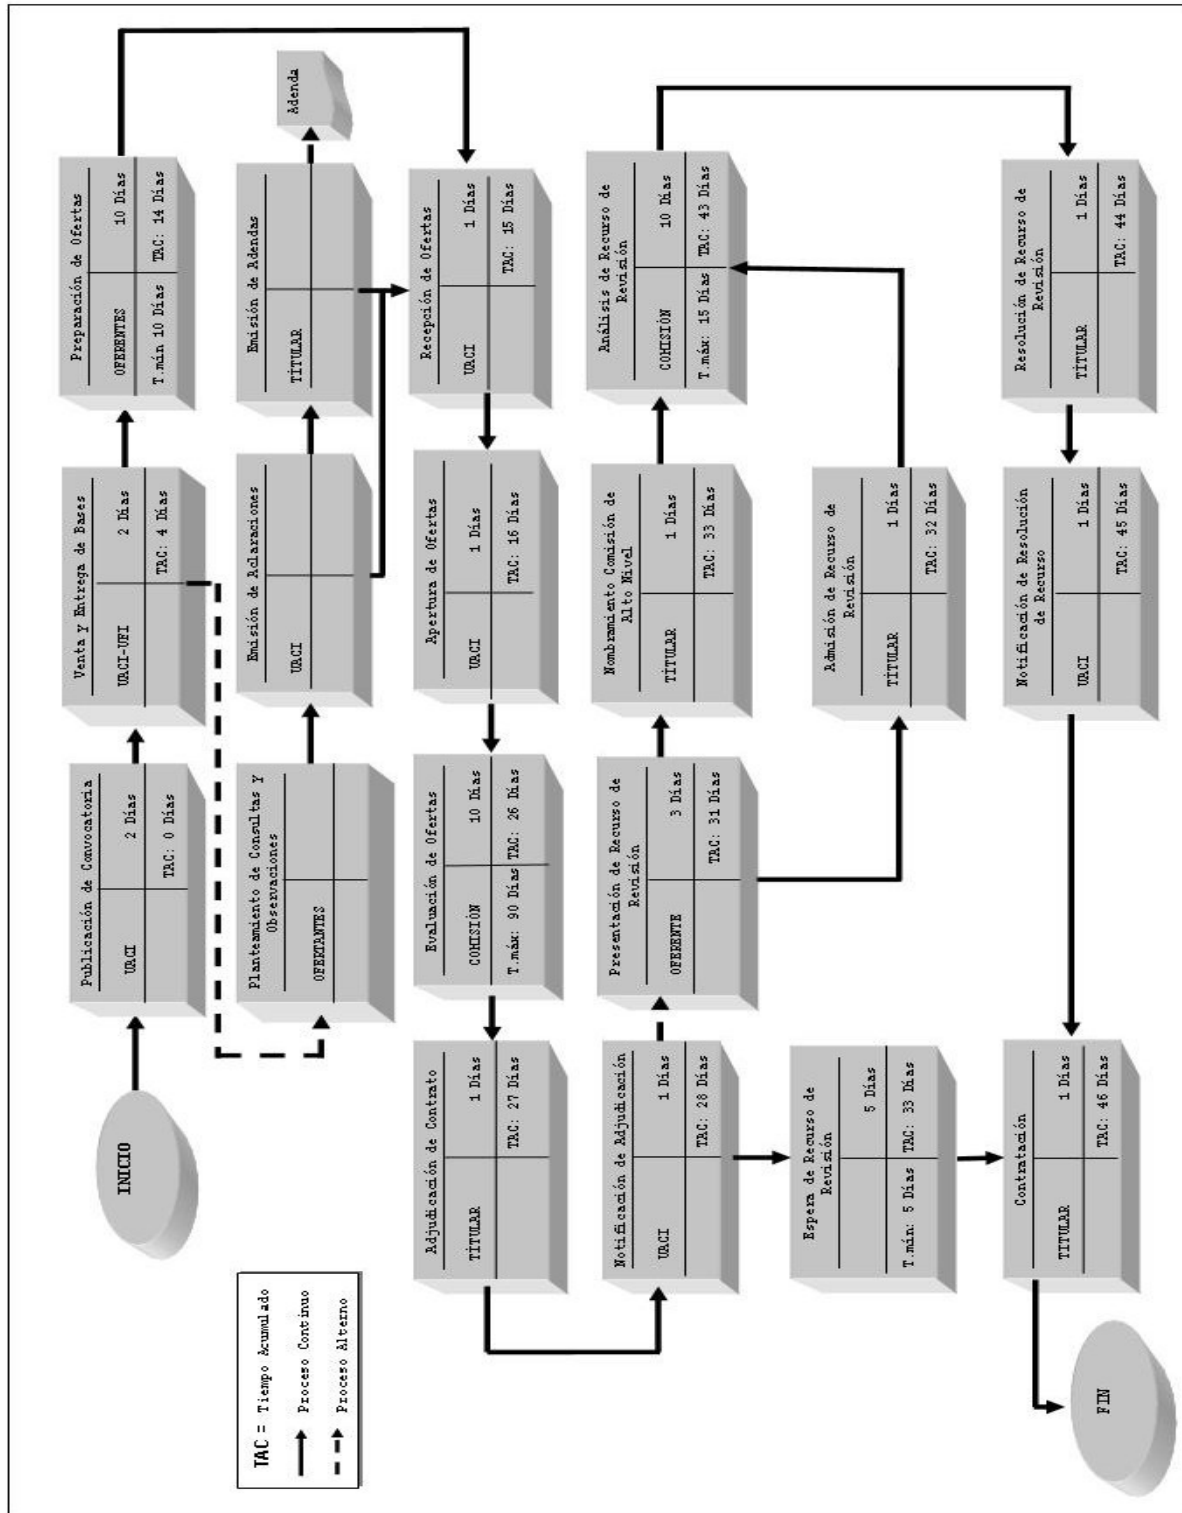 INICIO
Publicación de Convocatoria
UACI
2 Días
TAC: 0 Días
Venta y Entrega de Bases
UACI-UFI
2 Días
TAC: 4 Días
Preparación de Ofertas
OFERENTES
10 Días
T.mín 10 Días
TAC: 14 Días
Planteamiento de Consultas y
Observaciones
OFERTANTES
Emisión de Aclaraciones
UACI
Emisión de Adendas
TÍTULAR
Adenda
Recepción de Ofertas
UACI
1 Días
TAC: 15 Días
Apertura de Ofertas
UACI
1 Días
TAC: 16 Días
Evaluación de Ofertas
COMISIÓN
10 Días
T.máx: 90 Días
TAC: 26 Días
Adjudicación de Contrato
TÍTULAR
1 Días
TAC: 27 Días
Notificación de Adjudicación
UACI
1 Días
TAC: 28 Días
Presentación de Recurso de
Revisión
OFERENTE
3 Días
TAC: 31 Días
Nombramiento Comisión de
Alto Nivel
TÍTULAR
1 Días
TAC: 33 Días
Análisis de Recurso de
Revisión
COMISIÓN
10 Días
T.máx: 15 Días
TAC: 43 Días
Espera de Recurso de
Revisión
5 Días
T.mín: 5 Días
TAC: 33 Días
Admisión de Recurso de
Revisión
TÍTULAR
1 Días
TAC: 32 Días
Resolución de Recurso de
Revisión
TÍTULAR
1 Días
TAC: 44 Días
Notificación de Resolución
de Recurso
UACI
1 Días
TAC: 45 Días
Contratación
TITULAR
1 Días
TAC: 46 Días
FIN
TAC = Tiempo Acumulado
Proceso Continuo
Proceso Alterno